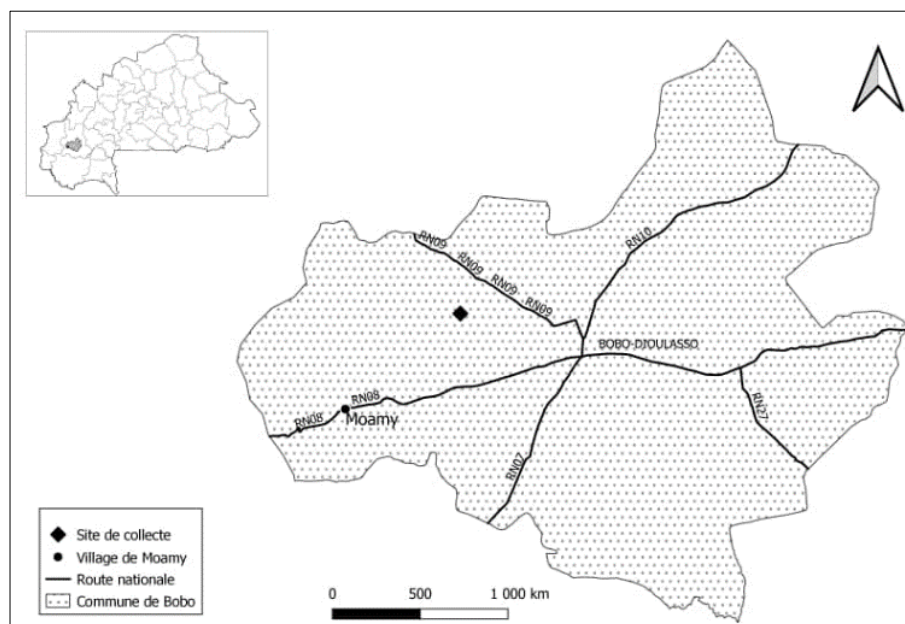 RN09
RN09
RN09
RN09
RN10
BOBO-DIOULASSO
RN08
RN08
Moamy
RN07
RN27
Site de collecte
Village de Moamy
Route nationale
Commune de Bobo
0 500 1 000 km